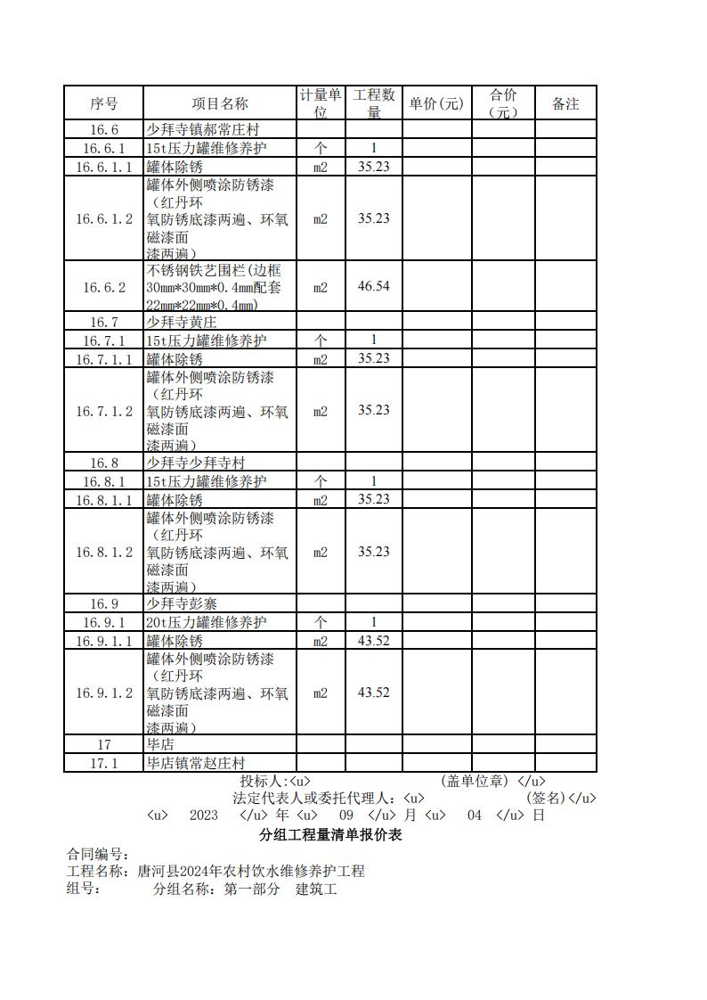 序号 项目名称 计量单位 工程数量 单价(元) 合价（元） 备注
16.6 少拜寺镇郝常庄村
16.6.1 15t压力罐维修养护 个 1
16.6.1.1 罐体除锈 m2 35.23
16.6.1.2 罐体外侧喷涂防锈漆（红丹环氧防锈底漆两遍、环氧磁漆面漆两遍） m2 35.23
16.6.2 不锈钢铁艺围栏(边框30mm*30mm*0.4mm配套22mm*22mm*0.4mm) m2 46.54
16.7 少拜寺黄庄
16.7.1 15t压力罐维修养护 个 1
16.7.1.1 罐体除锈 m2 35.23
16.7.1.2 罐体外侧喷涂防锈漆（红丹环氧防锈底漆两遍、环氧磁漆面漆两遍） m2 35.23
16.8 少拜寺少拜寺村
16.8.1 15t压力罐维修养护 个 1
16.8.1.1 罐体除锈 m2 35.23
16.8.1.2 罐体外侧喷涂防锈漆（红丹环氧防锈底漆两遍、环氧磁漆面漆两遍） m2 35.23
16.9 少拜寺彭寨
16.9.1 20t压力罐维修养护 个 1
16.9.1.1 罐体除锈 m2 43.52
16.9.1.2 罐体外侧喷涂防锈漆（红丹环氧防锈底漆两遍、环氧磁漆面漆两遍） m2 43.52
17 毕店
17.1 毕店镇常赵庄村
投标人:<u> (盖单位章) </u>
法定代表人或委托代理人: <u> (签名)</u>
<u> 2023 </u> 年 <u> 09 </u> 月 <u> 04 </u> 日
分组工程量清单报价表
合同编号:
工程名称: 唐河县2024年农村饮水维修养护工程
组号: 分组名称: 第一部分 建筑工